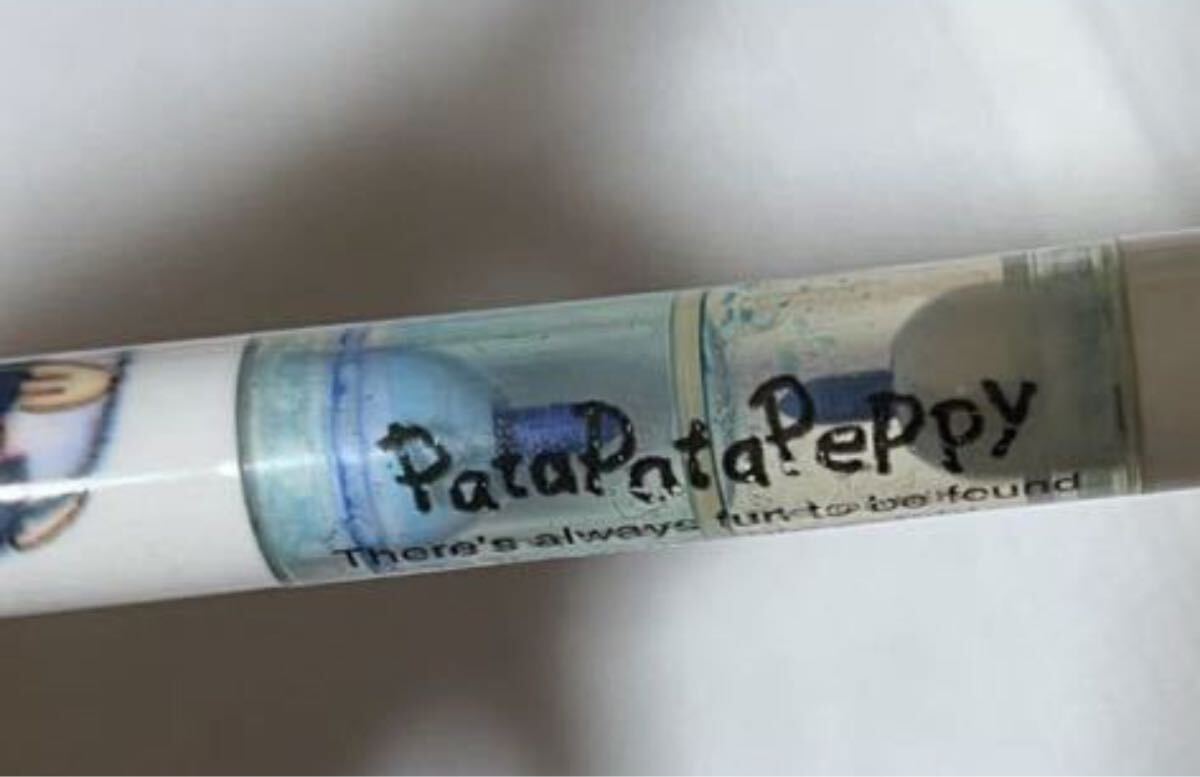 PataPataPeppy
There's always fun to be found